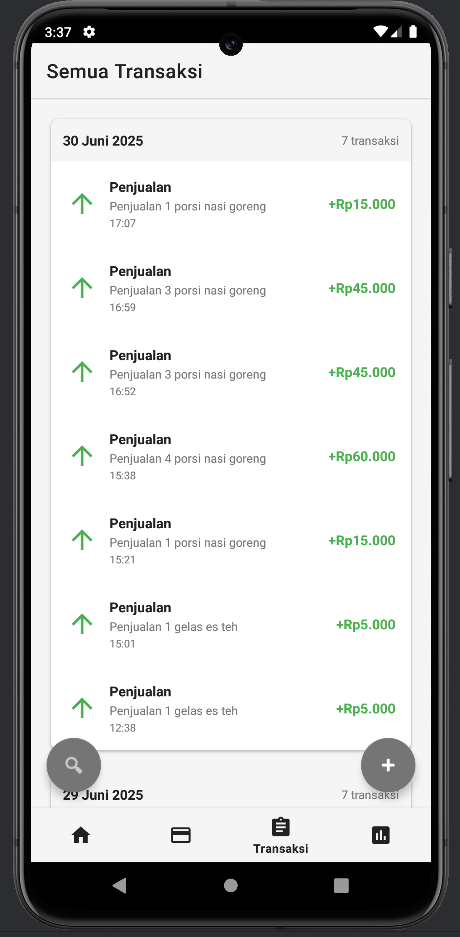 3:37
Semua Transaksi
30 Juni 2025 7 transaksi
Penjualan
Penjualan 1 porsi nasi goreng
+Rp15.000
17:07
Penjualan
Penjualan 3 porsi nasi goreng
+Rp45.000
16:59
Penjualan
Penjualan 3 porsi nasi goreng
+Rp45.000
16:52
Penjualan
Penjualan 4 porsi nasi goreng
+Rp60.000
15:38
Penjualan
Penjualan 1 porsi nasi goreng
+Rp15.000
15:21
Penjualan
Penjualan 1 gelas es teh
+Rp5.000
15:01
Penjualan
Penjualan 1 gelas es teh
+Rp5.000
12:38
29 Juni 2025 7 transaksi
Transaksi